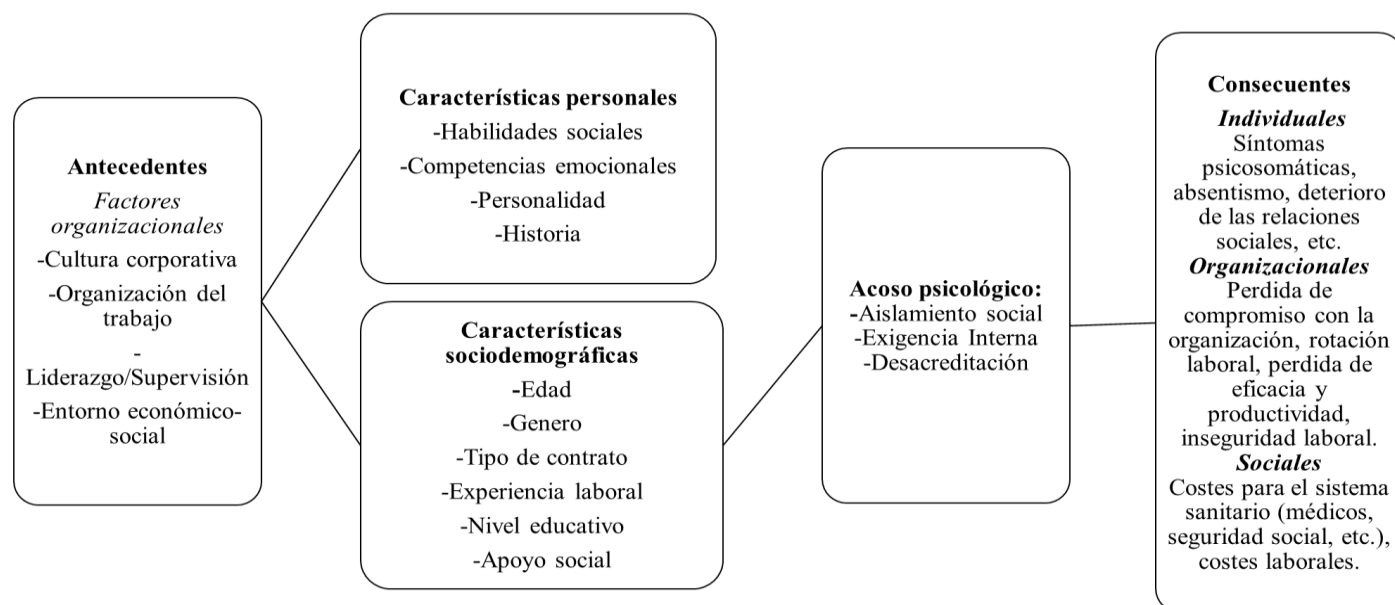 Antecedentes
Factores
organizacionales
-Cultura corporativa
-Organización del
trabajo
-
Liderazgo/Supervisión
-Entorno económico-
social
Característícas personales
-Habilidades sociales
-Competencias emocionales
-Personalidad
-Historia
Característícas
sociodemográficas
-Edad
-Genero
-Tipo de contrato
-Experiencia laboral
-Nivel educativo
-Apoyo social
Acoso psicológico:
-Aislamiento social
-Exigencia Interna
-Desacreditación
Consecuentes
Individuales
Síntomas
psicosomáticas,
absentismo, deterioro
de las relaciones
sociales, etc.
Organizacionales
Perdida de
compromiso con la
organización, rotación
laboral, perdida de
eficacia y
productividad,
inseguridad laboral.
Sociales
Costes para el sistema
sanitario (médicos,
seguridad social, etc.),
costes laborales.